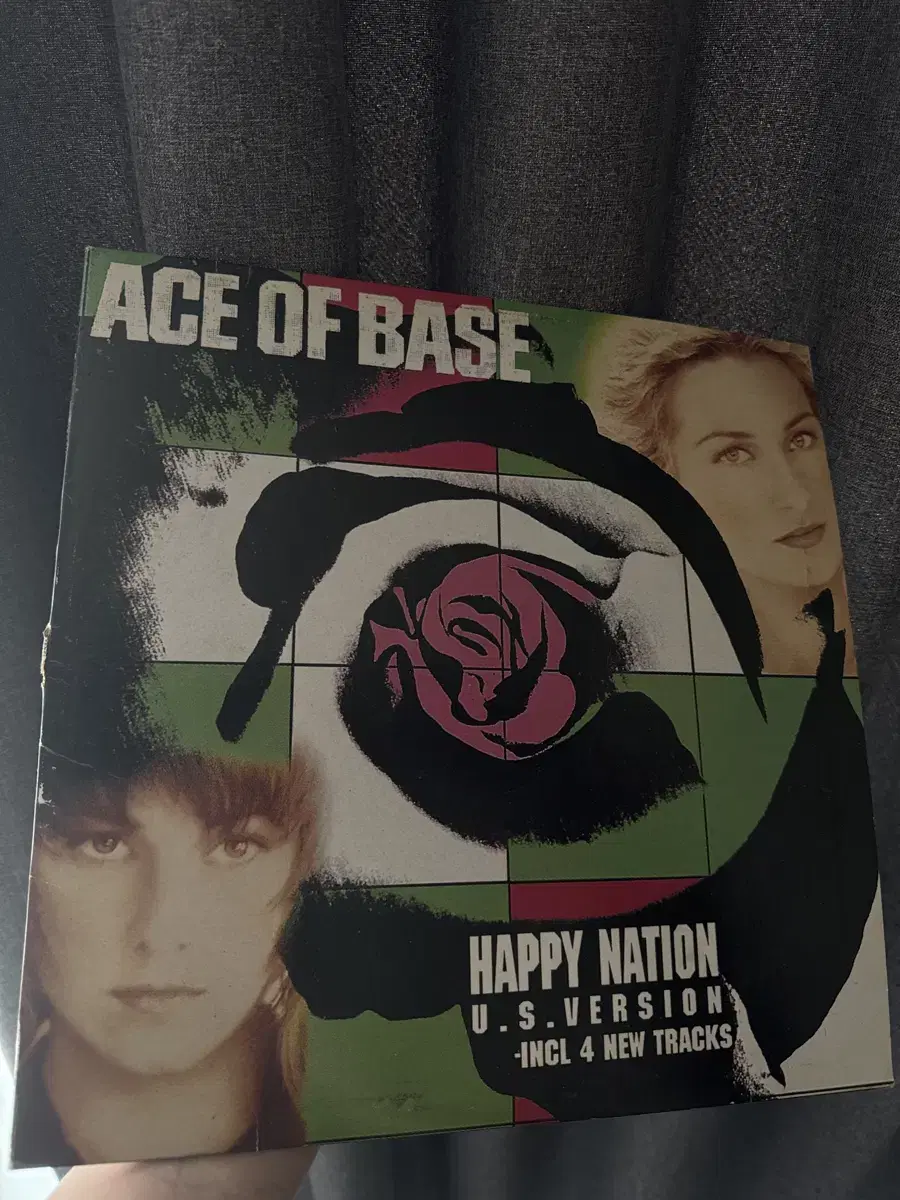 ACE OF BASE
HAPPY NATION
U.S.VERSION
-INCL 4 NEW TRACKS